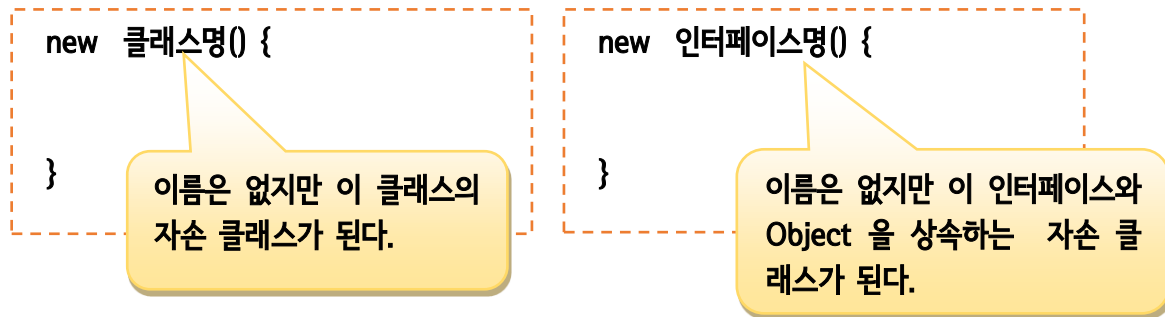 new 클래스명() {
}
이름은 없지만 이 클래스의
자손 클래스가 된다.
new 인터페이스명() {
}
이름은 없지만 이 인터페이스와
Object 을 상속하는 자손 클
래스가 된다.